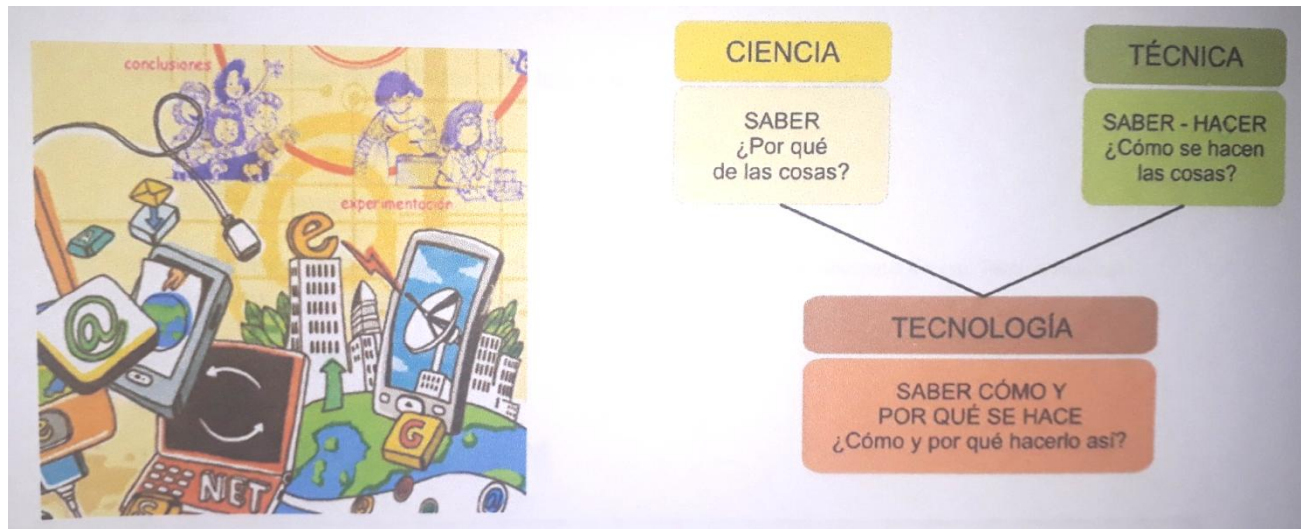 conclusiones
experimentación
e
@
G
NET
S
CIENCIA
SABER
¿Por qué
de las cosas?
TÉCNICA
SABER - HACER
¿Cómo se hacen
las cosas?
TECNOLOGÍA
SABER CÓMO Y
POR QUÉ SE HACE
¿Cómo y por qué hacerlo así?